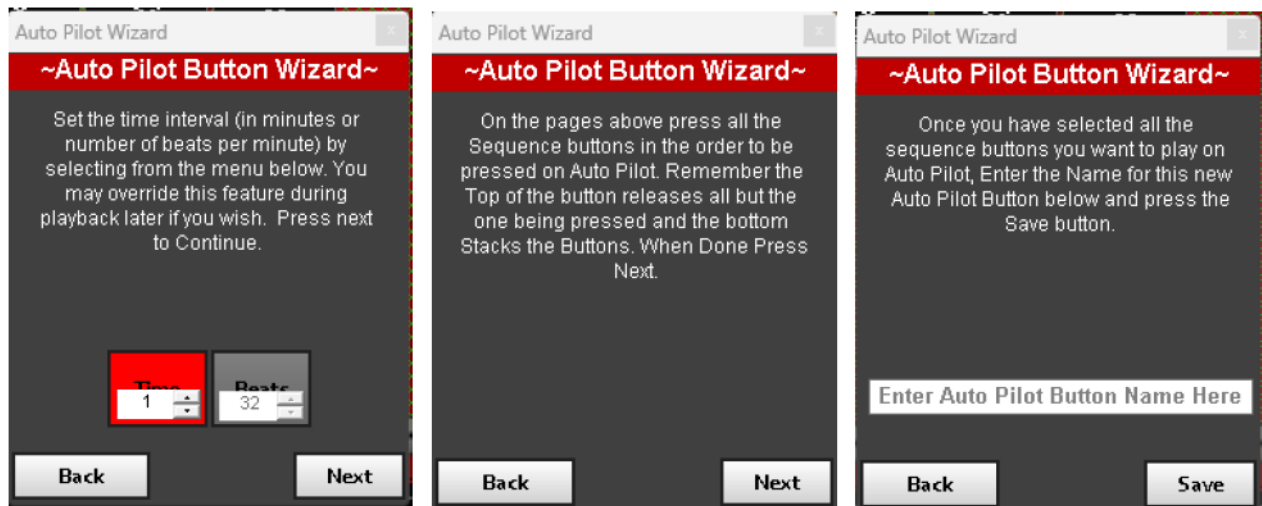 Auto Pilot Wizard
x
~Auto Pilot Button Wizard~
Set the time interval (in minutes or
number of beats per minute) by
selecting from the menu below. You
may override this feature during
playback later if you wish. Press next
to Continue.
Time
Beats
1
32
Back
Next
Auto Pilot Wizard
x
~Auto Pilot Button Wizard~
On the pages above press all the
Sequence buttons in the order to be
pressed on Auto Pilot. Remember the
Top of the button releases all but the
one being pressed and the bottom
Stacks the Buttons. When Done Press
Next.
Back
Next
Auto Pilot Wizard
x
~Auto Pilot Button Wizard~
Once you have selected all the
sequence buttons you want to play on
Auto Pilot, Enter the Name for this new
Auto Pilot Button below and press the
Save button.
Enter Auto Pilot Button Name Here
Back
Save